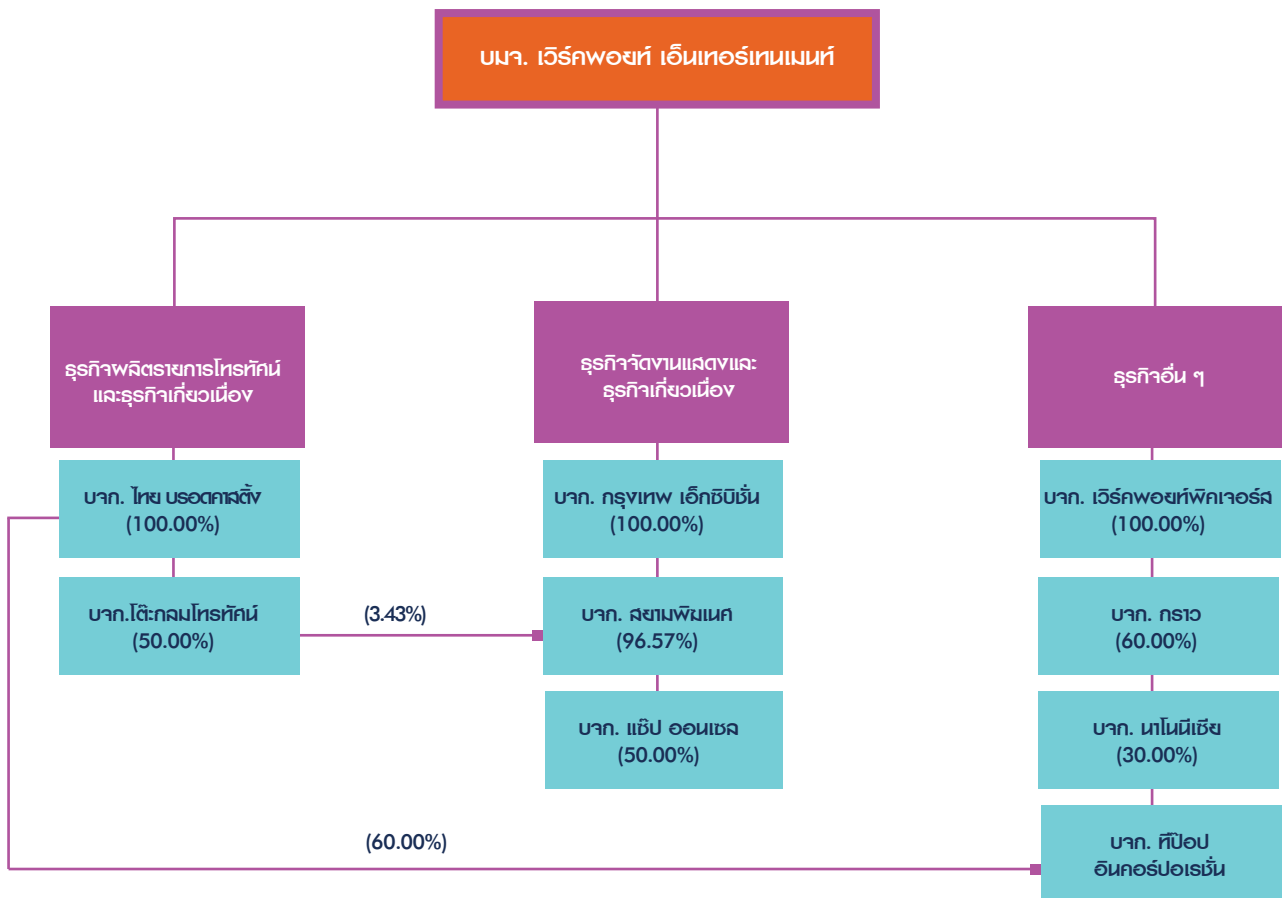 บมจ. เวิร์คพอยท์ เอ็นเทอร์เทนเมนท์
ธุรกิจผลิตรายการโทรทัศน์
และธุรกิจเกี่ยวเนื่อง
ธุรกิจจัดงานแสดงและ
ธุรกิจเกี่ยวเนื่อง
ธุรกิจอื่น ๆ
บจก. ไทย บรอดคาสติ้ง
(100.00%)
บจก. กรุงเทพ เอ็กซิบิชั่น
(100.00%)
บจก. เวิร์คพอยท์พิคเจอร์ส
(100.00%)
บจก.โต๊ะกลมโทรทัศน์
(50.00%)
(3.43%)
บจก. สยามพิฆเนศ
(96.57%)
บจก. กราว
(60.00%)
บจก. แซ๊ป ออนเซล
(50.00%)
บจก. นาโนนีเซีย
(30.00%)
(60.00%)
บจก. ทีป๊อป
อินคอร์ปอเรชั่น